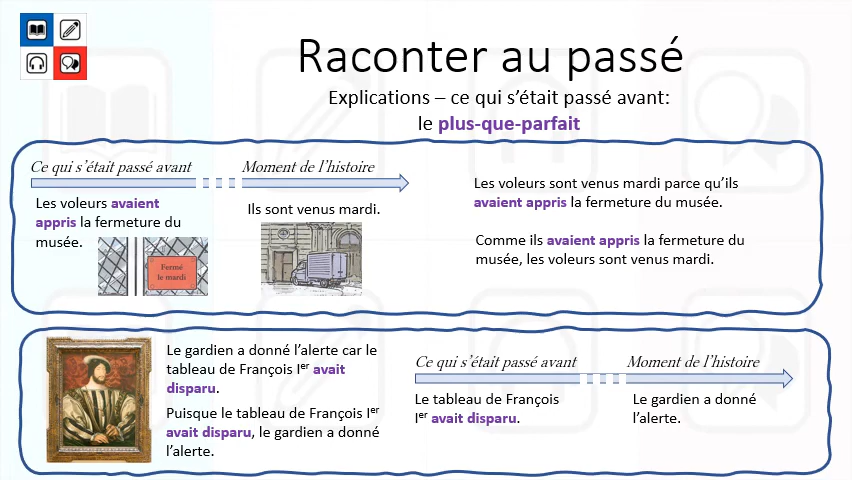 Raconter au passé
Explications – ce qui s'était passé avant:
le plus-que-parfait
Ce qui s'était passé avant
Moment de l'histoire
Les voleurs avaient
appris la fermeture du
musée.
Fermé
le mardi
Ils sont venus mardi.
Les voleurs sont venus mardi parce qu'ils
avaient appris la fermeture du musée.
Comme ils avaient appris la fermeture du
musée, les voleurs sont venus mardi.
Le gardien a donné l'alerte car le
tableau de François Ier avait
disparu.
Puisque le tableau de François Ier
avait disparu, le gardien a donné
l'alerte.
Ce qui s'était passé avant
Moment de l'histoire
Le tableau de François
Ier avait disparu.
Le gardien a donné
l'alerte.